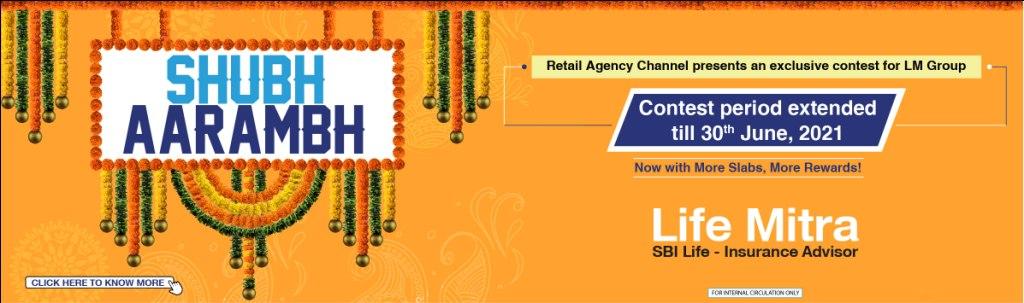 SHUBH
AARAMBH
Retail Agency Channel presents an exclusive contest for LM Group
Contest period extended
till 30th June, 2021
Now with More Slabs, More Rewards!
Life Mitra
SBI Life - Insurance Advisor
CLICK HERE TO KNOW MORE
FOR INTERNAL CIRCULATION ONLY